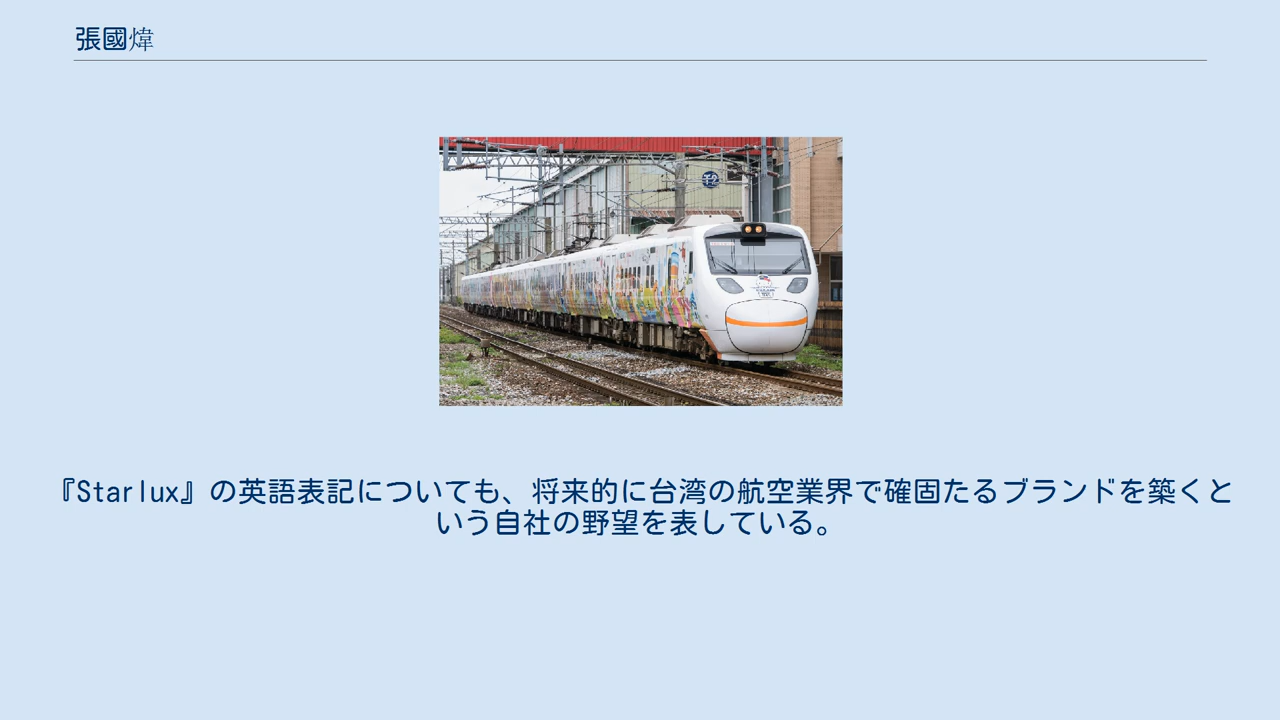 張國煒
『Starlux』の英語表記についても、将来的に台湾の航空業界で確固たるブランドを築くと
いう自社の野望を表している。